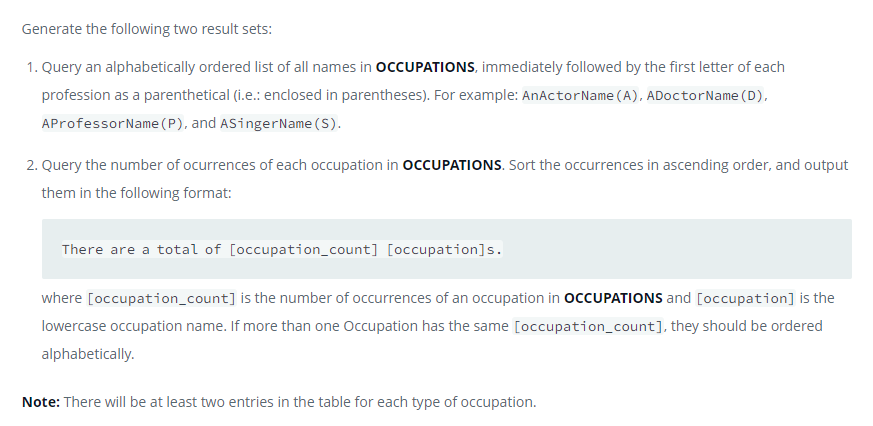 Generate the following two result sets:
1. Query an alphabetically ordered list of all names in OCCUPATIONS, immediately followed by the first letter of each
profession as a parenthetical (i.e.: enclosed in parentheses). For example: AnActorName(A), ADoctorName(D),
AProfessorName(P), and ASingerName(S).
2. Query the number of ocurrences of each occupation in OCCUPATIONS. Sort the occurrences in ascending order, and output
them in the following format:
There are a total of [occupation_count] [occupation]s.
where [occupation_count] is the number of occurrences of an occupation in OCCUPATIONS and [occupation] is the
lowercase occupation name. If more than one Occupation has the same [occupation_count], they should be ordered
alphabetically.
Note: There will be at least two entries in the table for each type of occupation.